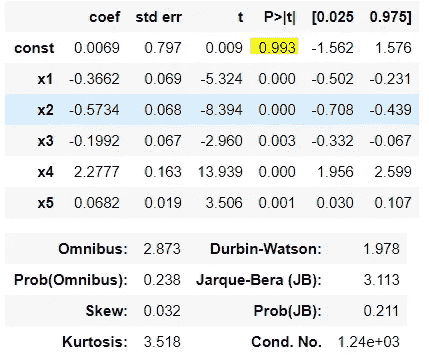 coef std err t P>|t| [0.025 0.975]
const 0.0069 0.797 0.009 0.993 -1.562 1.576
x1 -0.3662 0.069 -5.324 0.000 -0.502 -0.231
x2 -0.5734 0.068 -8.394 0.000 -0.708 -0.439
x3 -0.1992 0.067 -2.960 0.003 -0.332 -0.067
x4 2.2777 0.163 13.939 0.000 1.956 2.599
x5 0.0682 0.019 3.506 0.001 0.030 0.107
Omnibus: 2.873 Durbin-Watson: 1.978
Prob(Omnibus): 0.238 Jarque-Bera (JB): 3.113
Skew: 0.032 Prob(JB): 0.211
Kurtosis: 3.518 Cond. No. 1.24e+03